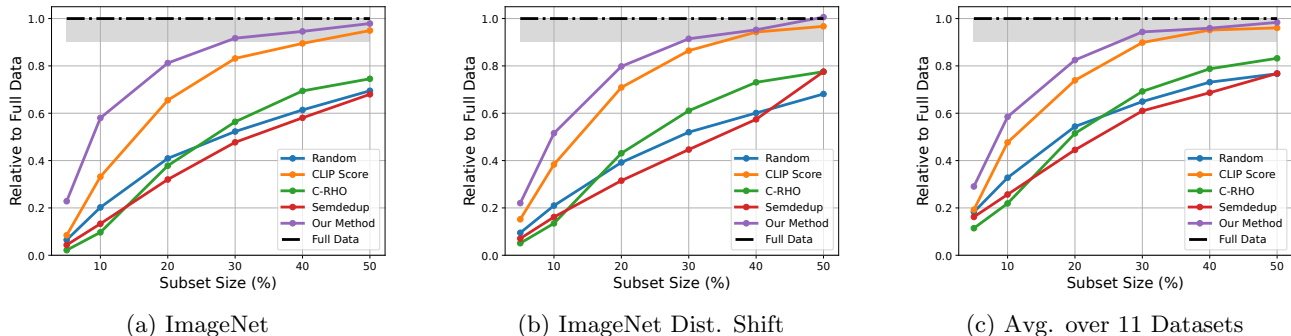 Relative to Full Data
1.0
0.8
0.6
0.4
0.2
0.0
10 20 30 40 50
Subset Size (%)
Random
CLIP Score
C-RHO
Semdedup
Our Method
Full Data
(a) ImageNet
Relative to Full Data
1.0
0.8
0.6
0.4
0.2
0.0
10 20 30 40 50
Subset Size (%)
Random
CLIP Score
C-RHO
Semdedup
Our Method
Full Data
(b) ImageNet Dist. Shift
Relative to Full Data
1.0
0.8
0.6
0.4
0.2
0.0
10 20 30 40 50
Subset Size (%)
Random
CLIP Score
C-RHO
Semdedup
Our Method
Full Data
(c) Avg. over 11 Datasets